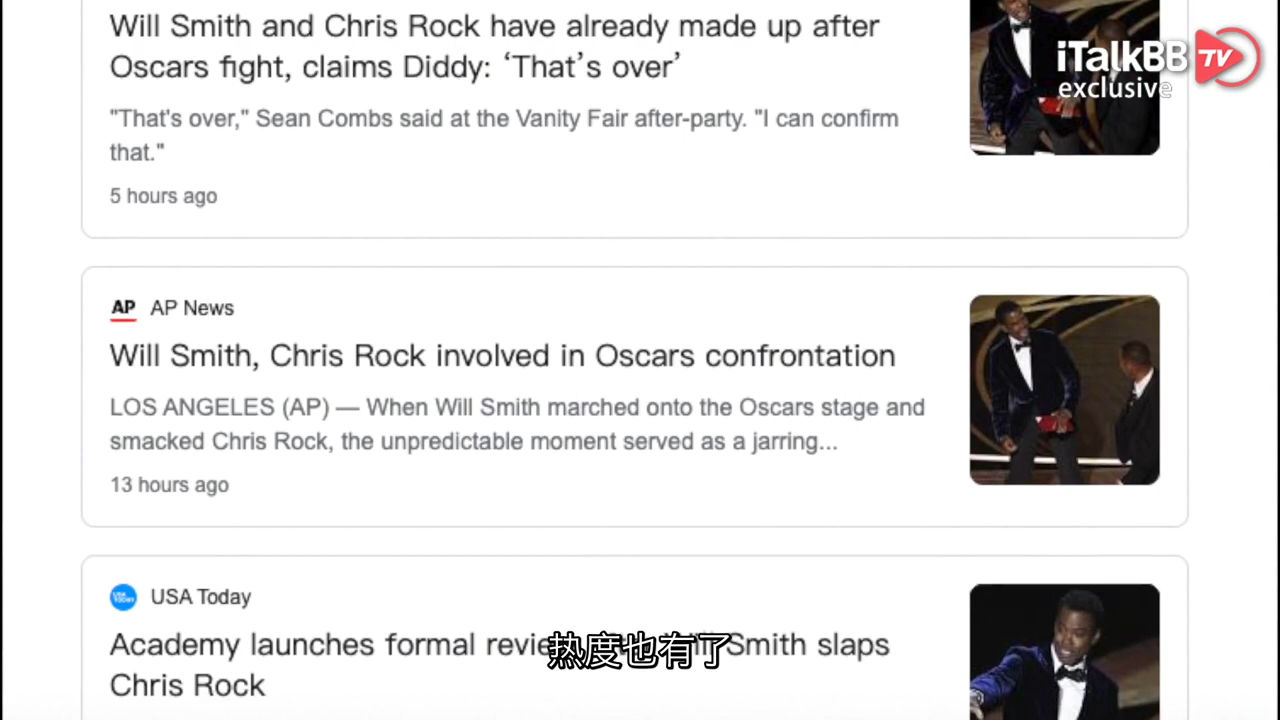 Will Smith and Chris Rock have already made up after
Oscars fight, claims Diddy: ‘That’s over’
"That's over," Sean Combs said at the Vanity Fair after-party. "I can confirm
that."
5 hours ago
iTalkBB TV
exclusive
AP AP News
Will Smith, Chris Rock involved in Oscars confrontation
LOS ANGELES (AP) — When Will Smith marched onto the Oscars stage and
smacked Chris Rock, the unpredictable moment served as a jarring...
13 hours ago
USA TODAY USA Today
Academy launches formal Smith slaps
Chris Rock
热度也有了